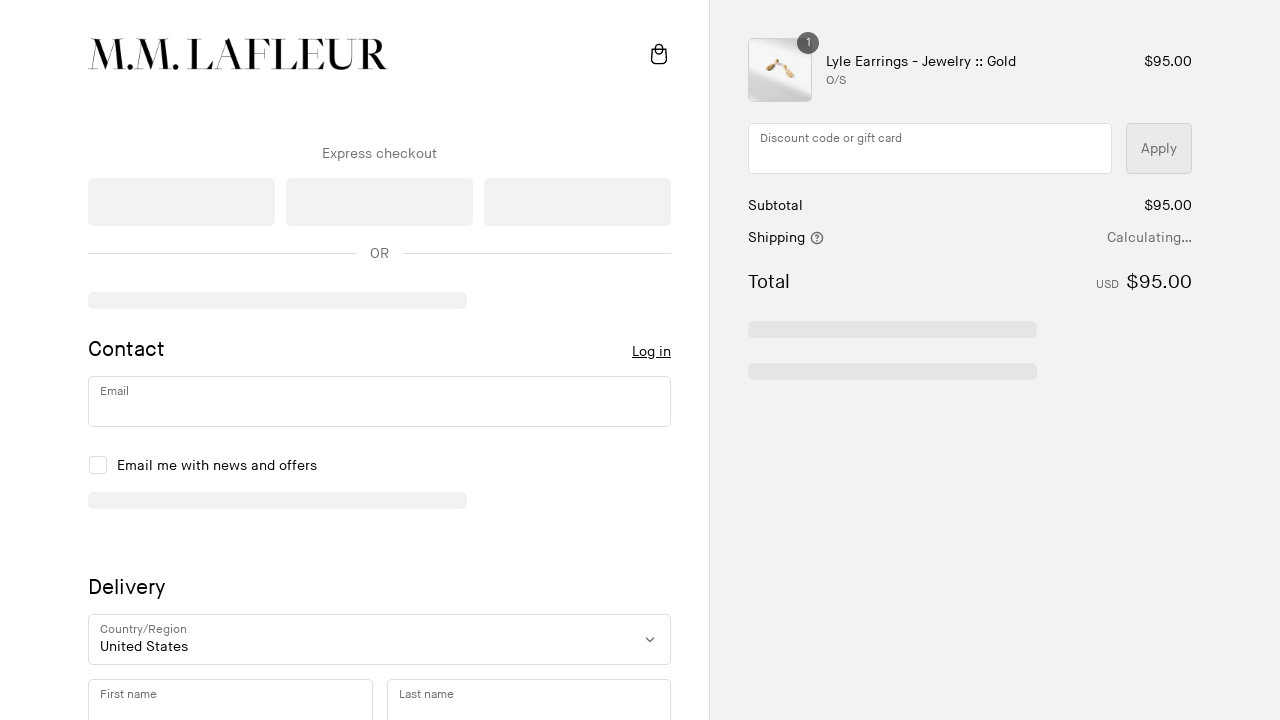 M.M. LAFLEUR
Express checkout
OR
Contact
Log in
Email
Email me with news and offers
Delivery
Country/Region
United States
First name
Last name
1
Lyle Earrings - Jewelry :: Gold
O/S
$95.00
Discount code or gift card
Apply
Subtotal
$95.00
Shipping
Calculating...
Total
USD $95.00